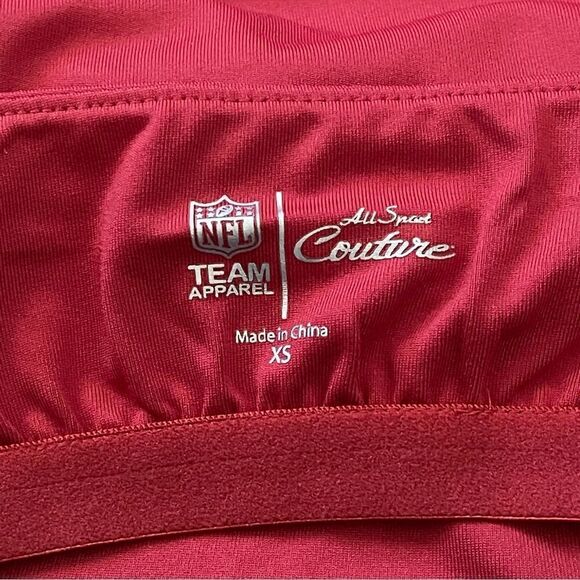 NFL
TEAM
APPAREL
All Sport
Couture
Made in China
XS